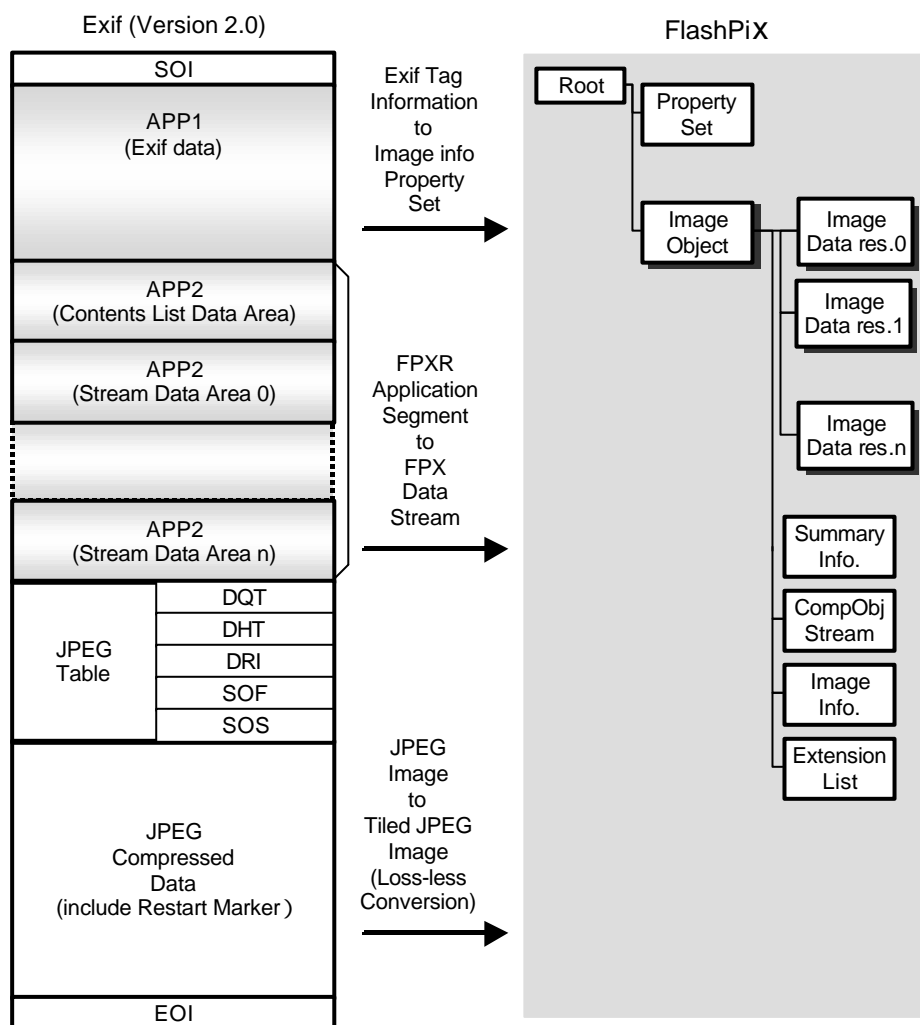 Exif (Version 2.0)
SOI
APP1
(Exif data)
APP2
(Contents List Data Area)
APP2
(Stream Data Area 0)
APP2
(Stream Data Area n)
JPEG
Table
DQT
DHT
DRI
SOF
SOS
JPEG
Compressed
Data
(include Restart Marker )
EOI
Exif Tag
Information
to
Image info
Property
Set
FPXR
Application
Segment
to
FPX
Data
Stream
JPEG
Image
to
Tiled JPEG
Image
(Loss-less
Conversion)
FlashPiX
Root
Property
Set
Image
Object
Image
Data res.0
Image
Data res.1
Image
Data res.n
Summary
Info.
CompObj
Stream
Image
Info.
Extension
List